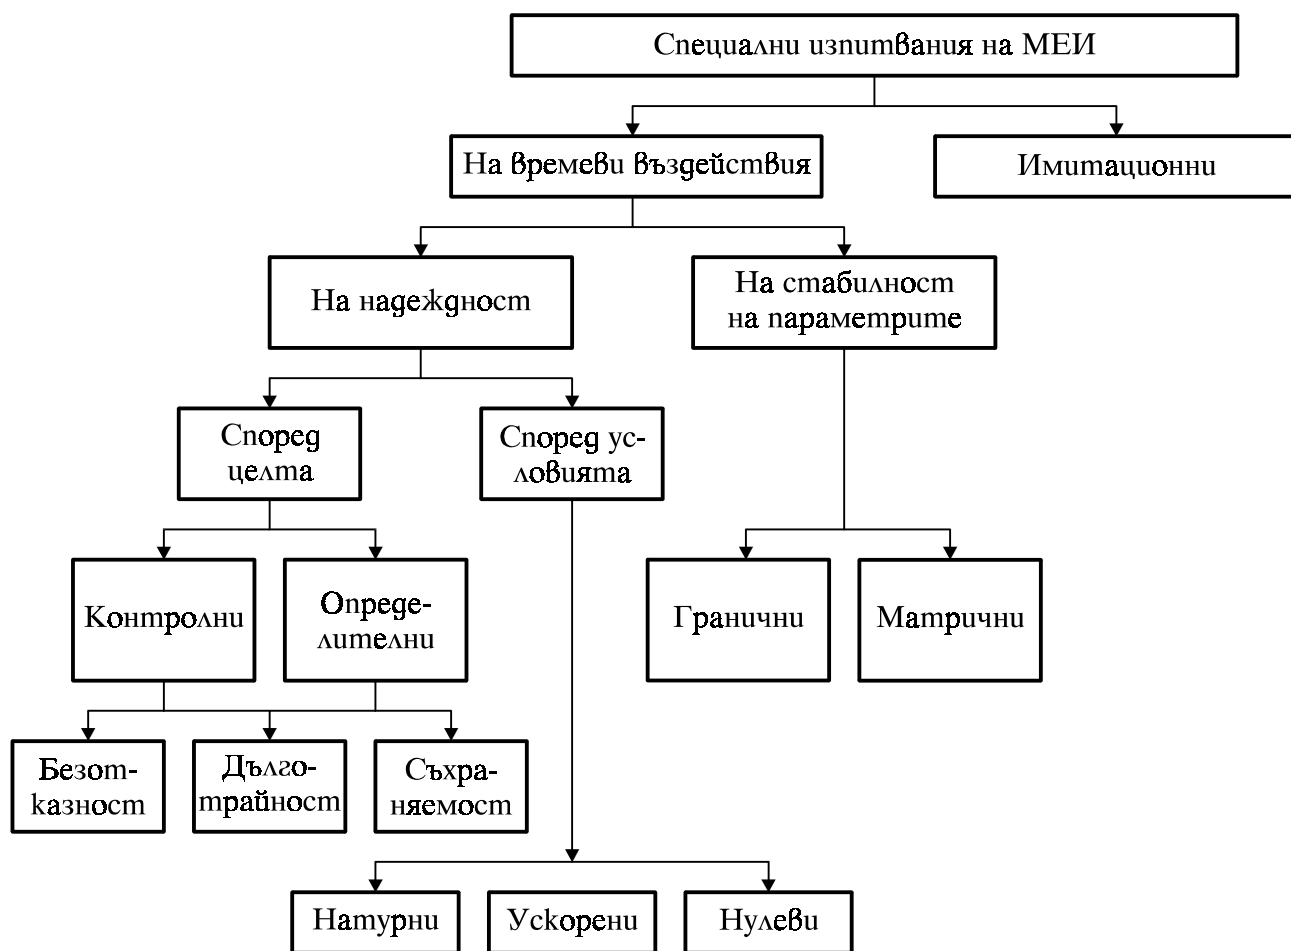 Специални изпитвания на МЕИ
На времеви въздействия
Имитационни
На надеждност
На стабилност
на параметрите
Според
целта
Според ус-
ловията
Контролни
Опреде-
лителни
Гранични
Матрични
Безот-
казност
Дълго-
трайност
Съхра-
няемост
Натурни
Ускорени
Нулеви